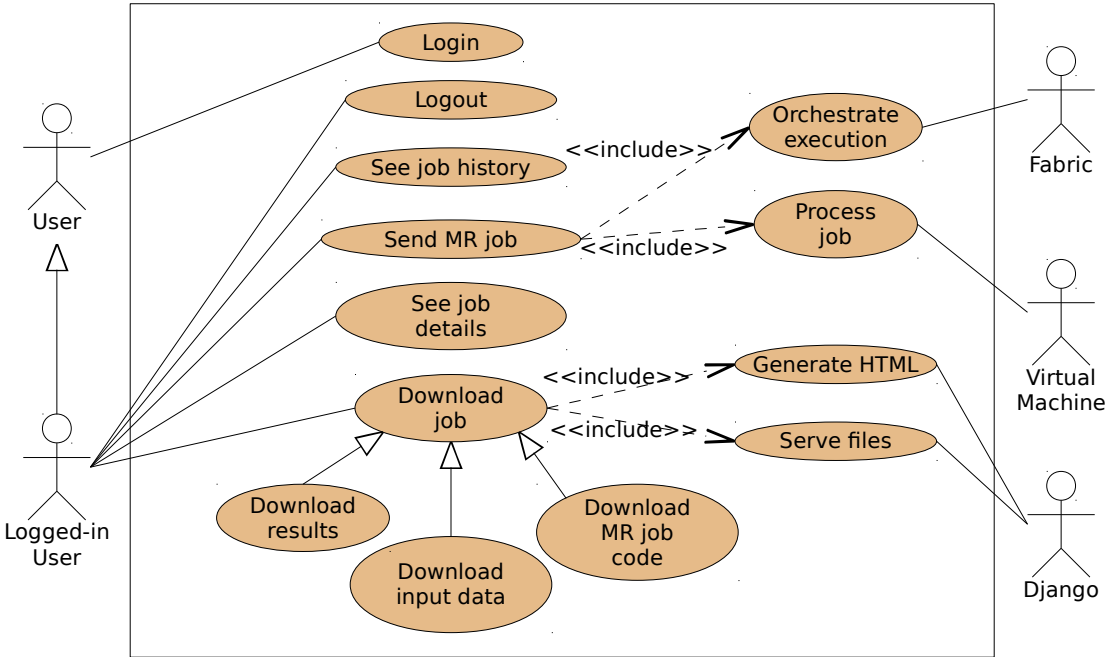 Login
Logout
See job history
Send MR job
See job
details
Download
job
Download
results
Download
input data
Download
MR job
code
<<include>>
<<include>>
<<include>>
<<include>>
Orchestrate
execution
Process
job
Generate HTML
Serve files
User
Logged-in
User
Fabric
Virtual
Machine
Django